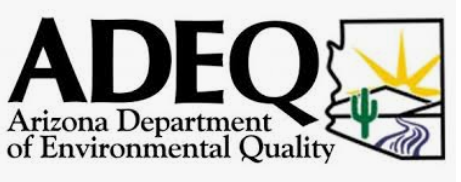 ADEQ
Arizona Department
of Environmental Quality